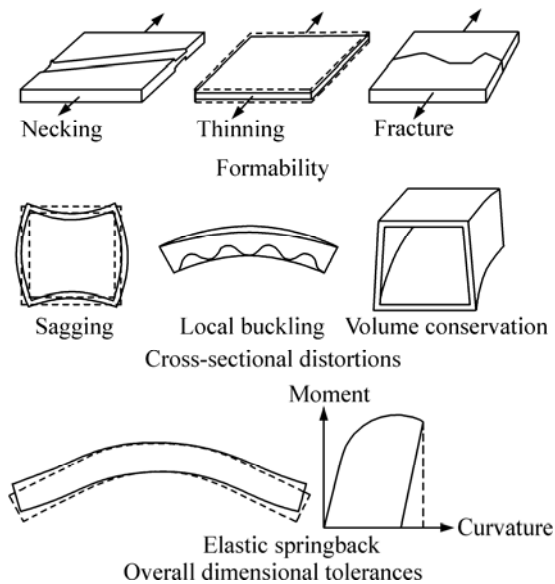 Necking Thinning Fracture
Formability
Sagging Local buckling Volume conservation
Cross-sectional distortions
Moment
Curvature
Elastic springback
Overall dimensional tolerances